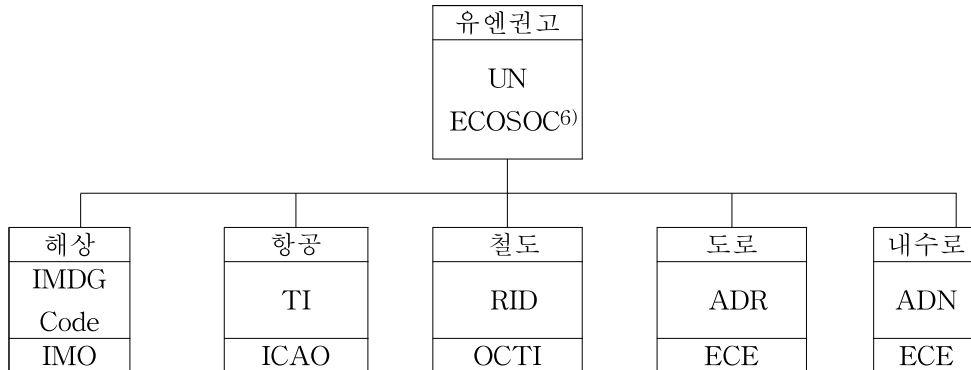 유엔권고
UN
ECOSOC6)
해상 항공 철도 도로 내수로
IMDG
Code
TI RID ADR ADN
IMO ICAO OCTI ECE ECE